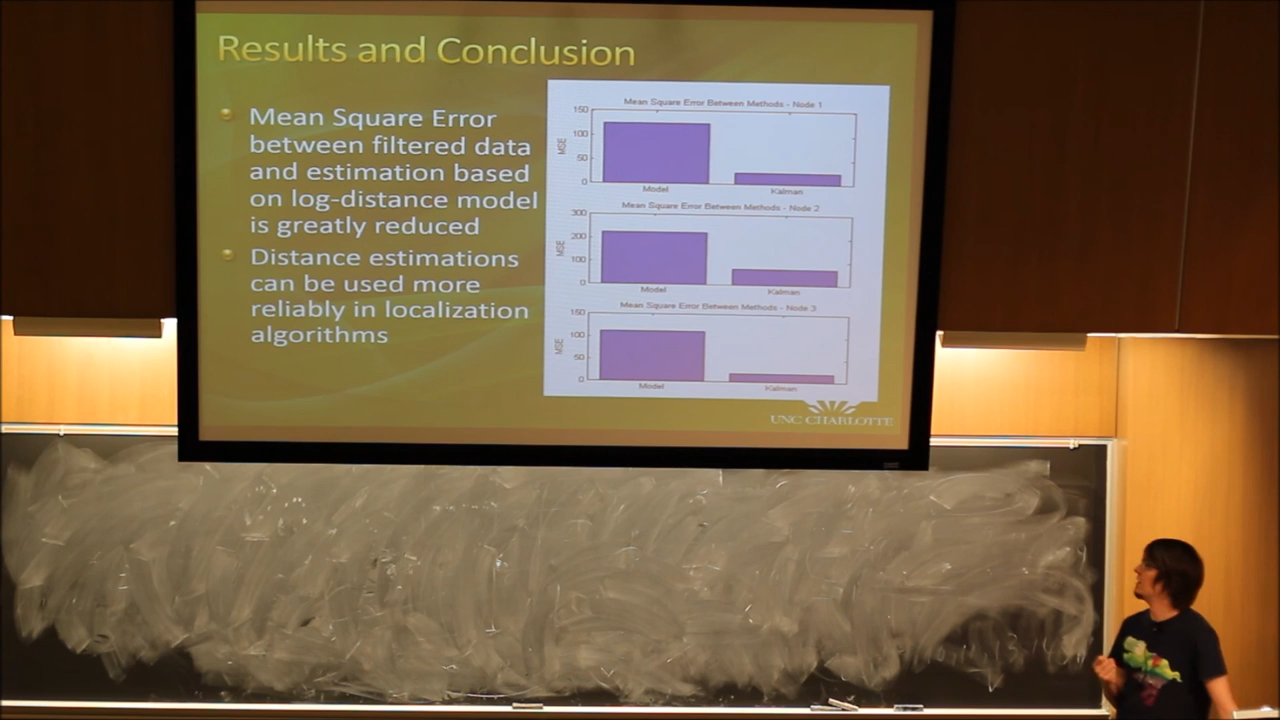 Results and Conclusion
Mean Square Error
between filtered data
and estimation based
on log-distance model
is greatly reduced
Distance estimations
can be used more
reliably in localization
algorithms
Mean Square Error Between Methods - Node 1
150
100
50
0
MSE
Model
Kalman
Mean Square Error Between Methods - Node 2
300
200
100
0
MSE
Model
Kalman
Mean Square Error Between Methods - Node 3
150
100
50
0
MSE
Model
Kalman
UNC CHARLOTTE